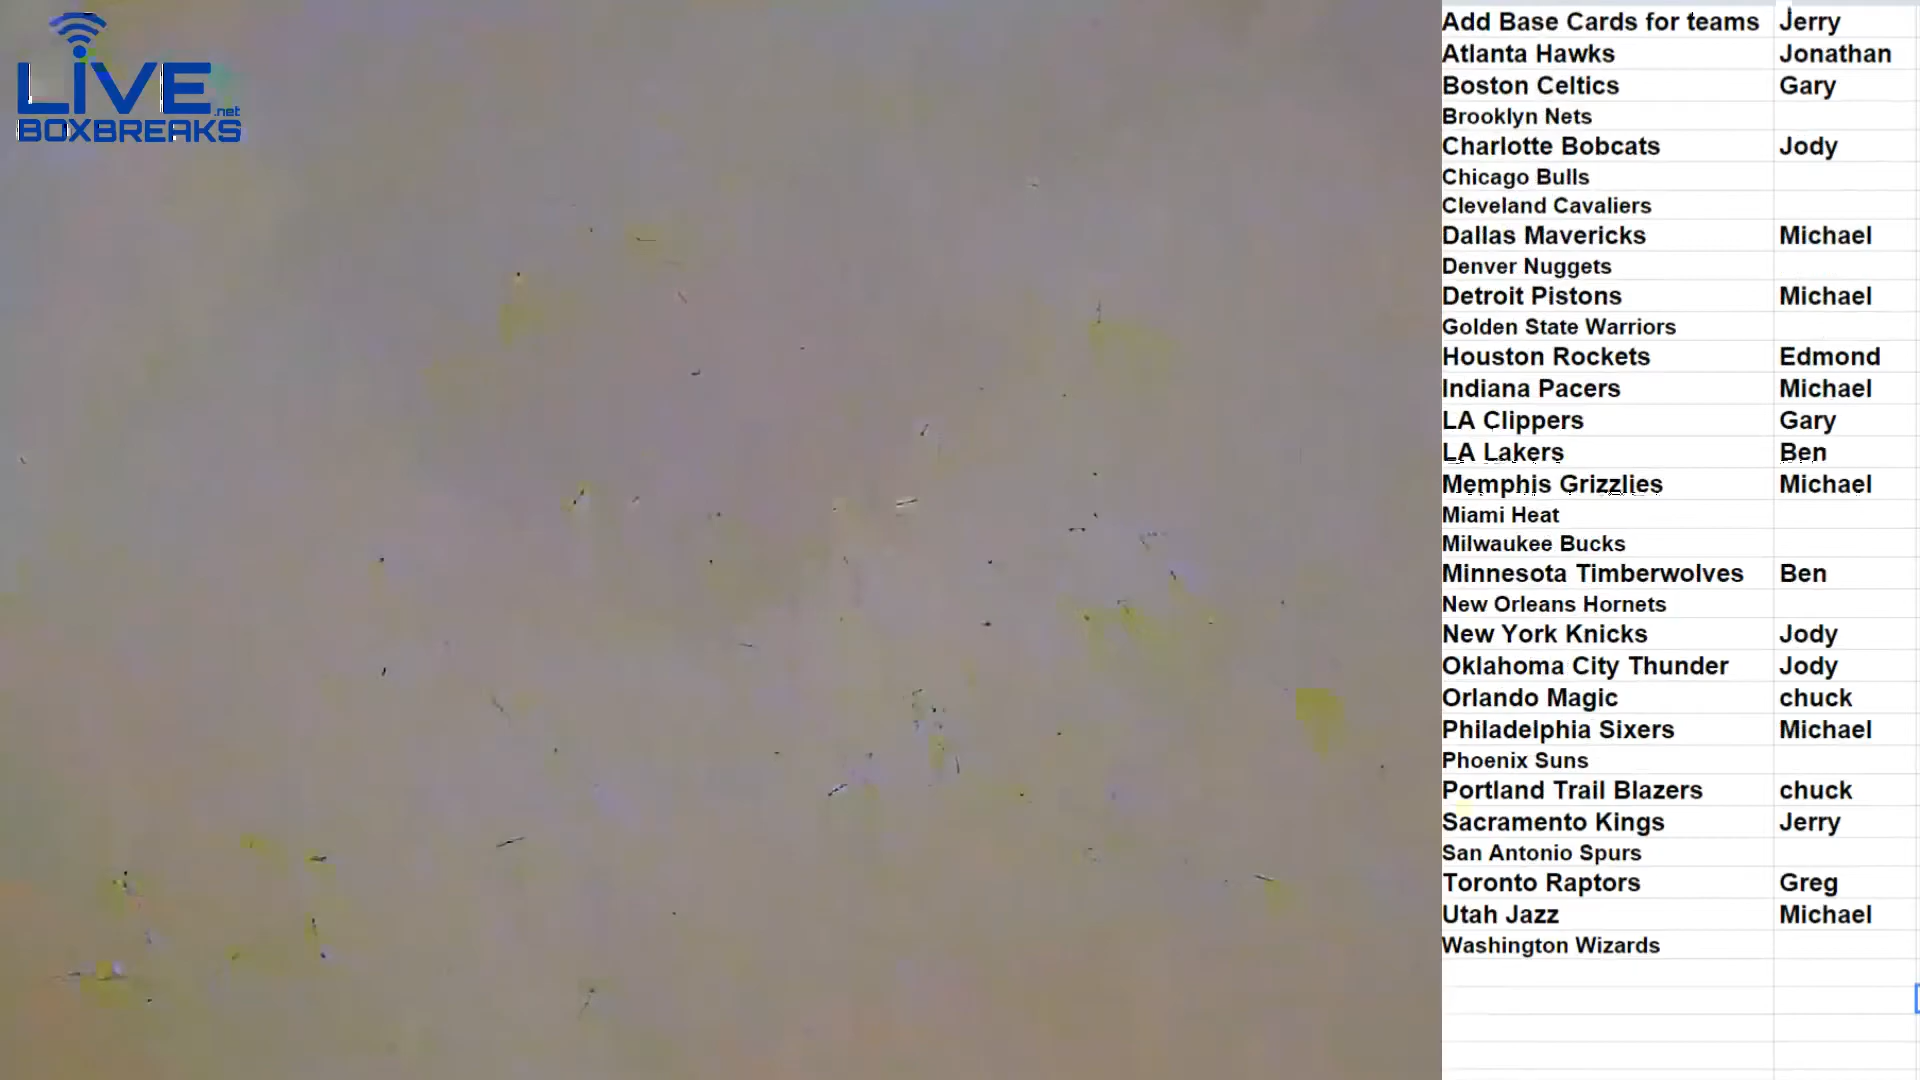 LIVE
.net
BOXBREAKS
Add Base Cards for teams Jerry
Atlanta Hawks Jonathan
Boston Celtics Gary
Brooklyn Nets
Charlotte Bobcats Jody
Chicago Bulls
Cleveland Cavaliers
Dallas Mavericks Michael
Denver Nuggets
Detroit Pistons Michael
Golden State Warriors
Houston Rockets Edmond
Indiana Pacers Michael
LA Clippers Gary
LA Lakers Ben
Memphis Grizzlies Michael
Miami Heat
Milwaukee Bucks
Minnesota Timberwolves Ben
New Orleans Hornets
New York Knicks Jody
Oklahoma City Thunder Jody
Orlando Magic chuck
Philadelphia Sixers Michael
Phoenix Suns
Portland Trail Blazers chuck
Sacramento Kings Jerry
San Antonio Spurs
Toronto Raptors Greg
Utah Jazz Michael
Washington Wizards